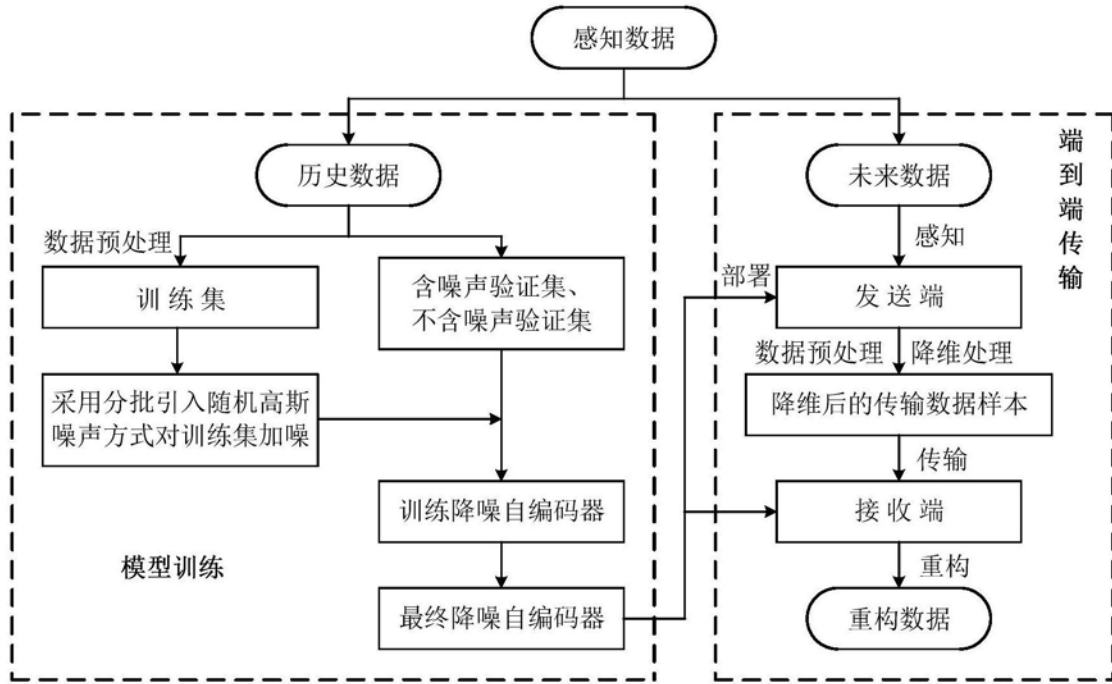 感知数据
历史数据
数据预处理
训 练 集
含噪声验证集、
不含噪声验证集
采用分批引入随机高斯
噪声方式对训练集加噪
训练降噪自编码器
模型训练
最终降噪自编码器
端到端传输
未来数据
感知
部署
发 送 端
数据预处理 降维处理
降维后的传输数据样本
传输
接 收 端
重构
重构数据